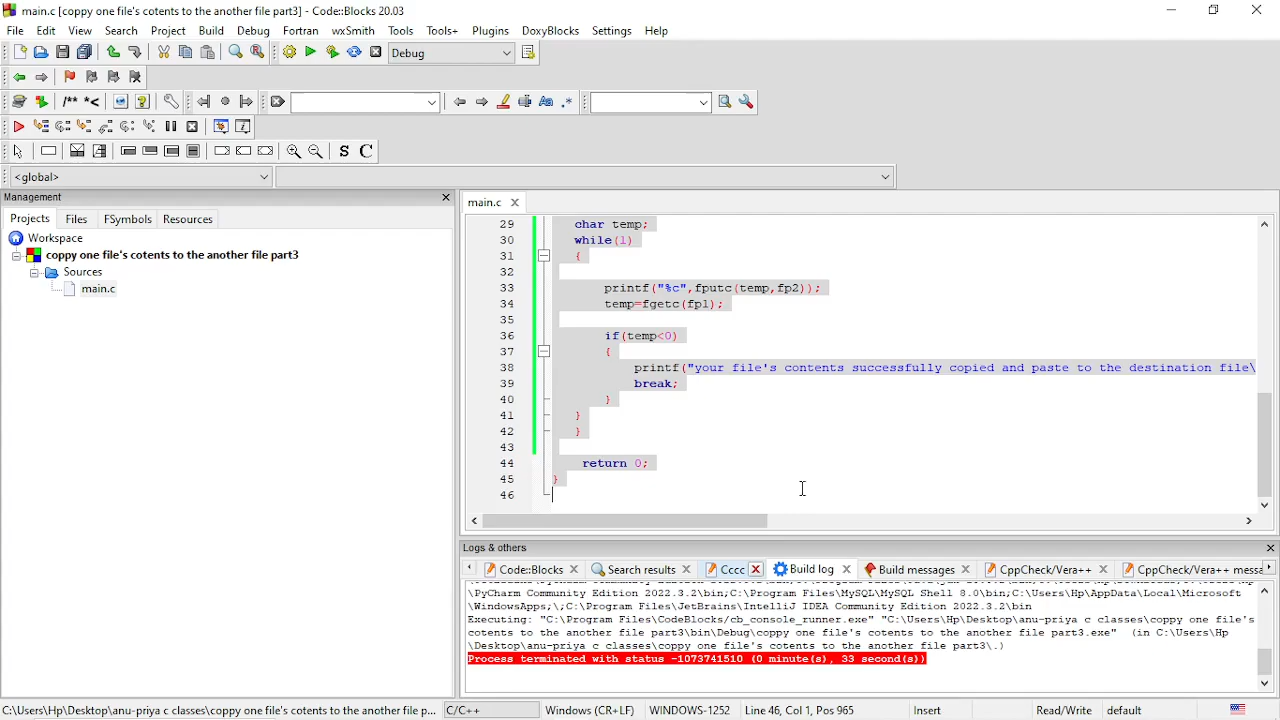 main.c [coppy one file's cotents to the another file part3] - Code::Blocks 20.03
File Edit View Search Project Build Debug Fortran wxSmith Tools Tools+ Plugins DoxyBlocks Settings Help
Debug
/** *<
S C
<global>
Management
Projects Files FSymbols Resources
Workspace
coppy one file's cotents to the another file part3
Sources
main.c
main.c
29 char temp;
30 while(1)
31 {
32
33 printf("%c",fputc(temp,fp2));
34 temp=fgetc(fp1);
35
36 if(temp<0)
37 {
38 printf("your file's contents successfully copied and paste to the destination file\
39 break;
40 }
41 }
42 }
43
44 return 0;
45 }
46
Logs & others
Code::Blocks Search results Cccc Build log Build messages CppCheck/Vera++ CppCheck/Vera++ messa
\PyCharm Community Edition 2022.3.2\bin;C:\Program Files\MySQL\MySQL Shell 8.0\bin;C:\Users\Hp\AppData\Local\Microsoft
\WindowsApps;\;C:\Program Files\JetBrains\IntelliJ IDEA Community Edition 2022.3.2\bin
Executing: "C:\Program Files\CodeBlocks/cb_console_runner.exe" "C:\Users\Hp\Desktop\anu-priya c classes\coppy one file's
cotents to the another file part3\bin\Debug\coppy one file's cotents to the another file part3.exe" (in C:\Users\Hp
\Desktop\anu-priya c classes\coppy one file's cotents to the another file part3\.)
Process terminated with status -1073741510 (0 minute(s), 33 second(s))
C:\Users\Hp\Desktop\anu-priya c classes\coppy one file's cotents to the another file p... C/C++ Windows (CR+LF) WINDOWS-1252 Line 46, Col 1, Pos 965 Insert Read/Write default